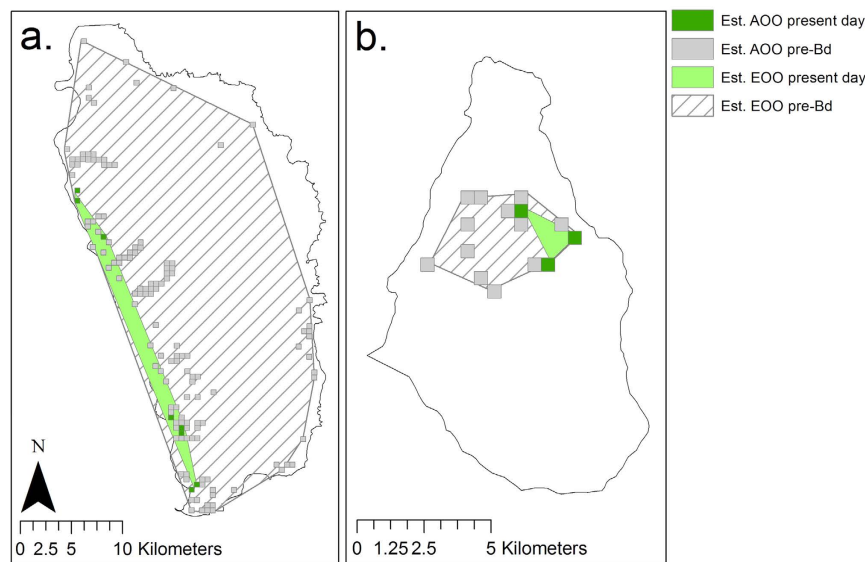 a.
b.
Est. AOO present day
Est. AOO pre-Bd
Est. EOO present day
Est. EOO pre-Bd
N
0 2.5 5 10 Kilometers
0 1.25 2.5 5 Kilometers